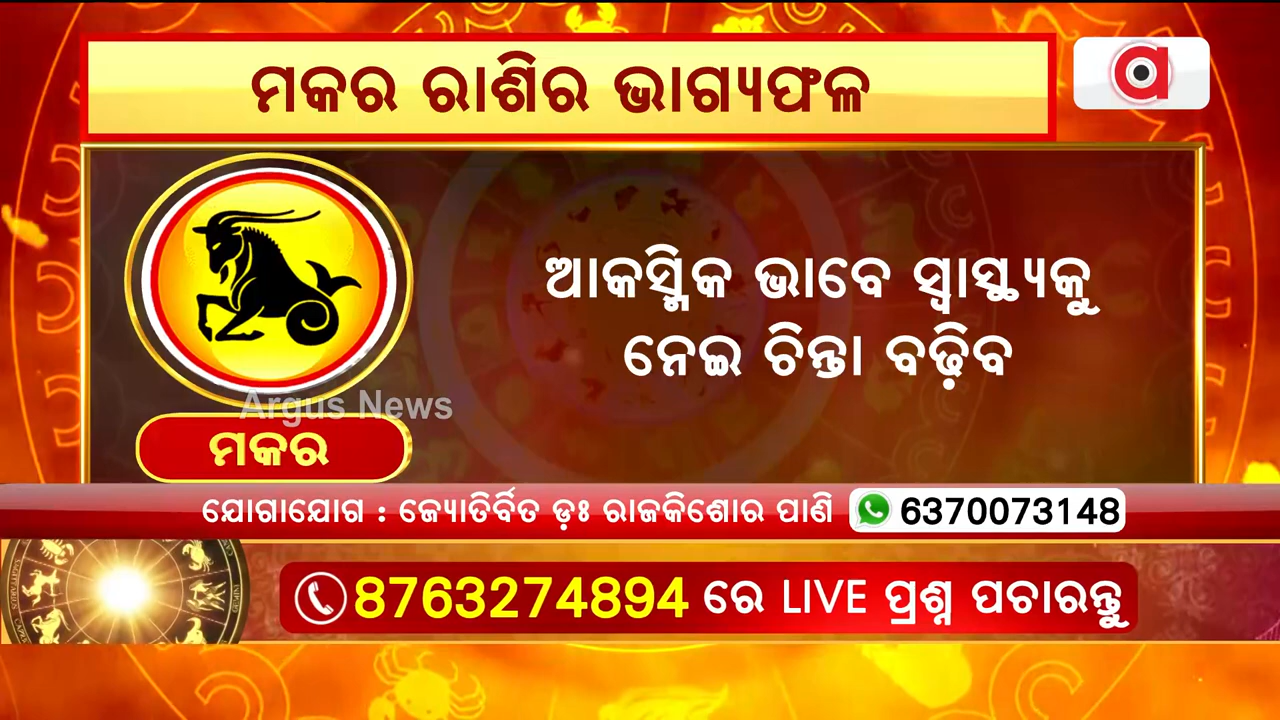 ମକର ରାଶିର ଭାଗ୍ୟଫଳ
a
ଆକସ୍ମିକ ଭାବେ ସ୍ୱାସ୍ଥ୍ୟକୁ
ନେଇ ଚିନ୍ତା ବଢ଼ିବ
Argus News
ମକର
ଯୋଗାଯୋଗ : ଜ୍ୟୋତିର୍ବିତ ଡ଼ଃ ରାଜକିଶୋର ପାଣି 6370073148
8763274894 ରେ LIVE ପ୍ରଶ୍ନ ପଚାରନ୍ତୁ